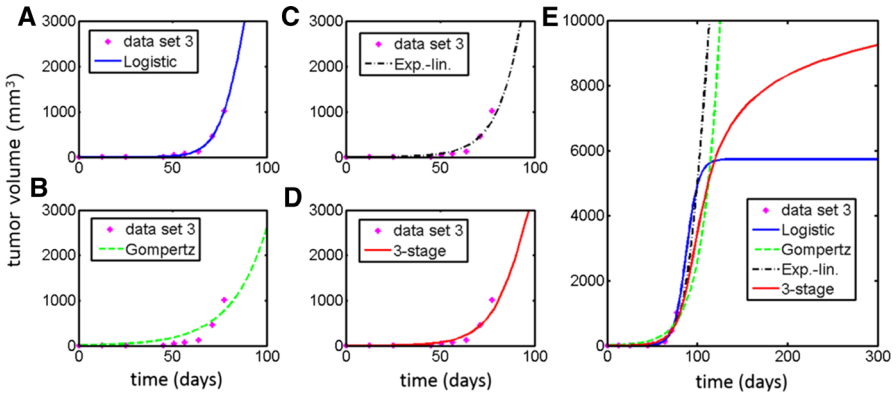 A
3000
2000
1000
0
0 50 100
data set 3
Logistic
B
3000
2000
1000
0
0 50 100
data set 3
Gompertz
C
3000
2000
1000
0
0 50 100
data set 3
Exp.-lin.
D
3000
2000
1000
0
0 50 100
data set 3
3-stage
E
10000
8000
6000
4000
2000
0
0 100 200 300
data set 3
Logistic
Gompertz
Exp.-lin.
3-stage
tumor volume (mm³)
time (days)
time (days)
time (days)